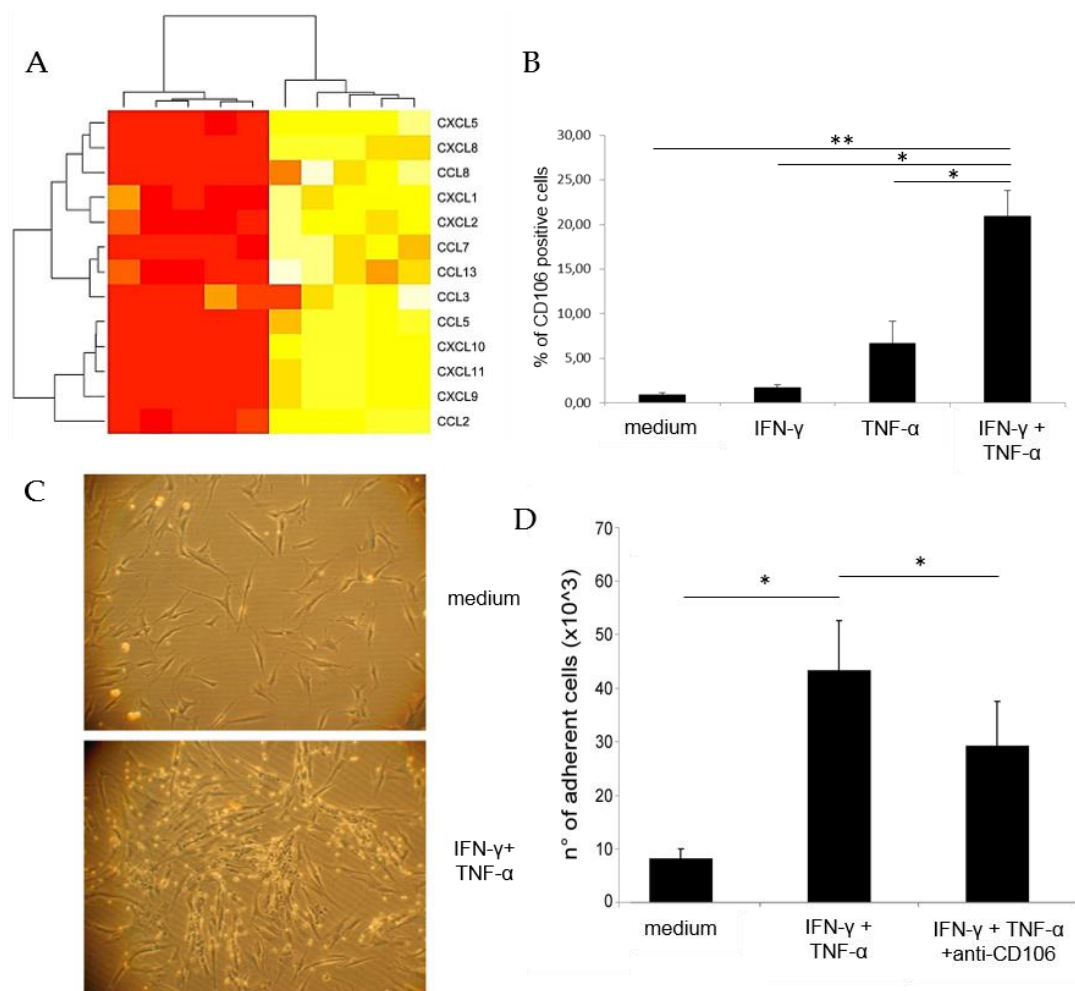 A
CXCL5
CXCL8
CCL8
CXCL1
CXCL2
CCL7
CCL13
CCL3
CCL5
CXCL10
CXCL11
CXCL9
CCL2
B
% of CD106 positive cells
30,00
25,00
20,00
15,00
10,00
5,00
0,00
**
*
*
medium
IFN-γ
TNF-α
IFN-γ +
TNF-α
C
medium
IFN-γ+
TNF-α
D
n° of adherent cells (x10^3)
70
60
50
40
30
20
10
0
*
*
medium
IFN-γ +
TNF-α
IFN-γ + TNF-α
+anti-CD106